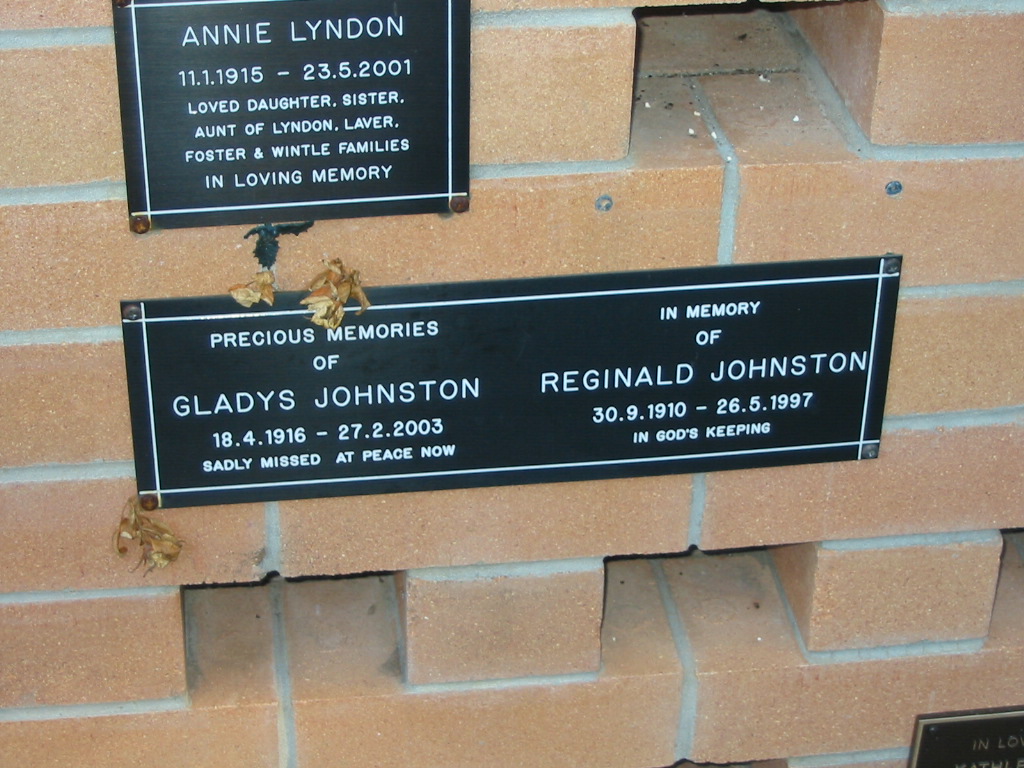 ANNIE LYNDON
11.1.1915 - 23.5.2001
LOVED DAUGHTER, SISTER,
AUNT OF LYNDON, LAVER,
FOSTER & WINTLE FAMILIES
IN LOVING MEMORY
PRECIOUS MEMORIES
OF
GLADYS JOHNSTON
18.4.1916 - 27.2.2003
SADLY MISSED AT PEACE NOW
IN MEMORY
OF
REGINALD JOHNSTON
30.9.1910 - 26.5.1997
IN GOD'S KEEPING
IN